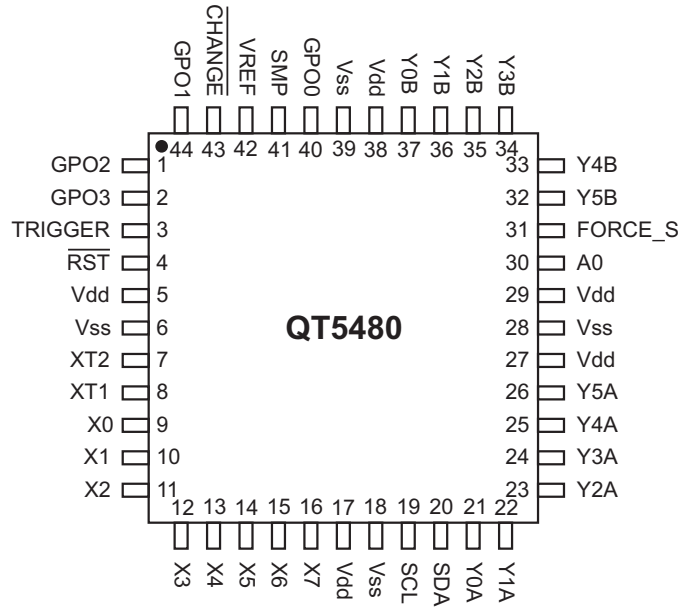 GPO1 CHANGE VREF SMP GPO0 Vss Vdd Y0B Y1B Y2B Y3B
44 43 42 41 40 39 38 37 36 35 34
GPO2 1 33 Y4B
GPO3 2 32 Y5B
TRIGGER 3 31 FORCE_S
RST 4 30 A0
Vdd 5 29 Vdd
Vss 6 28 Vss
QT5480
XT2 7 27 Vdd
XT1 8 26 Y5A
X0 9 25 Y4A
X1 10 24 Y3A
X2 11 23 Y2A
12 13 14 15 16 17 18 19 20 21 22
X3 X4 X5 X6 X7 Vdd Vss SCL SDA Y0A Y1A